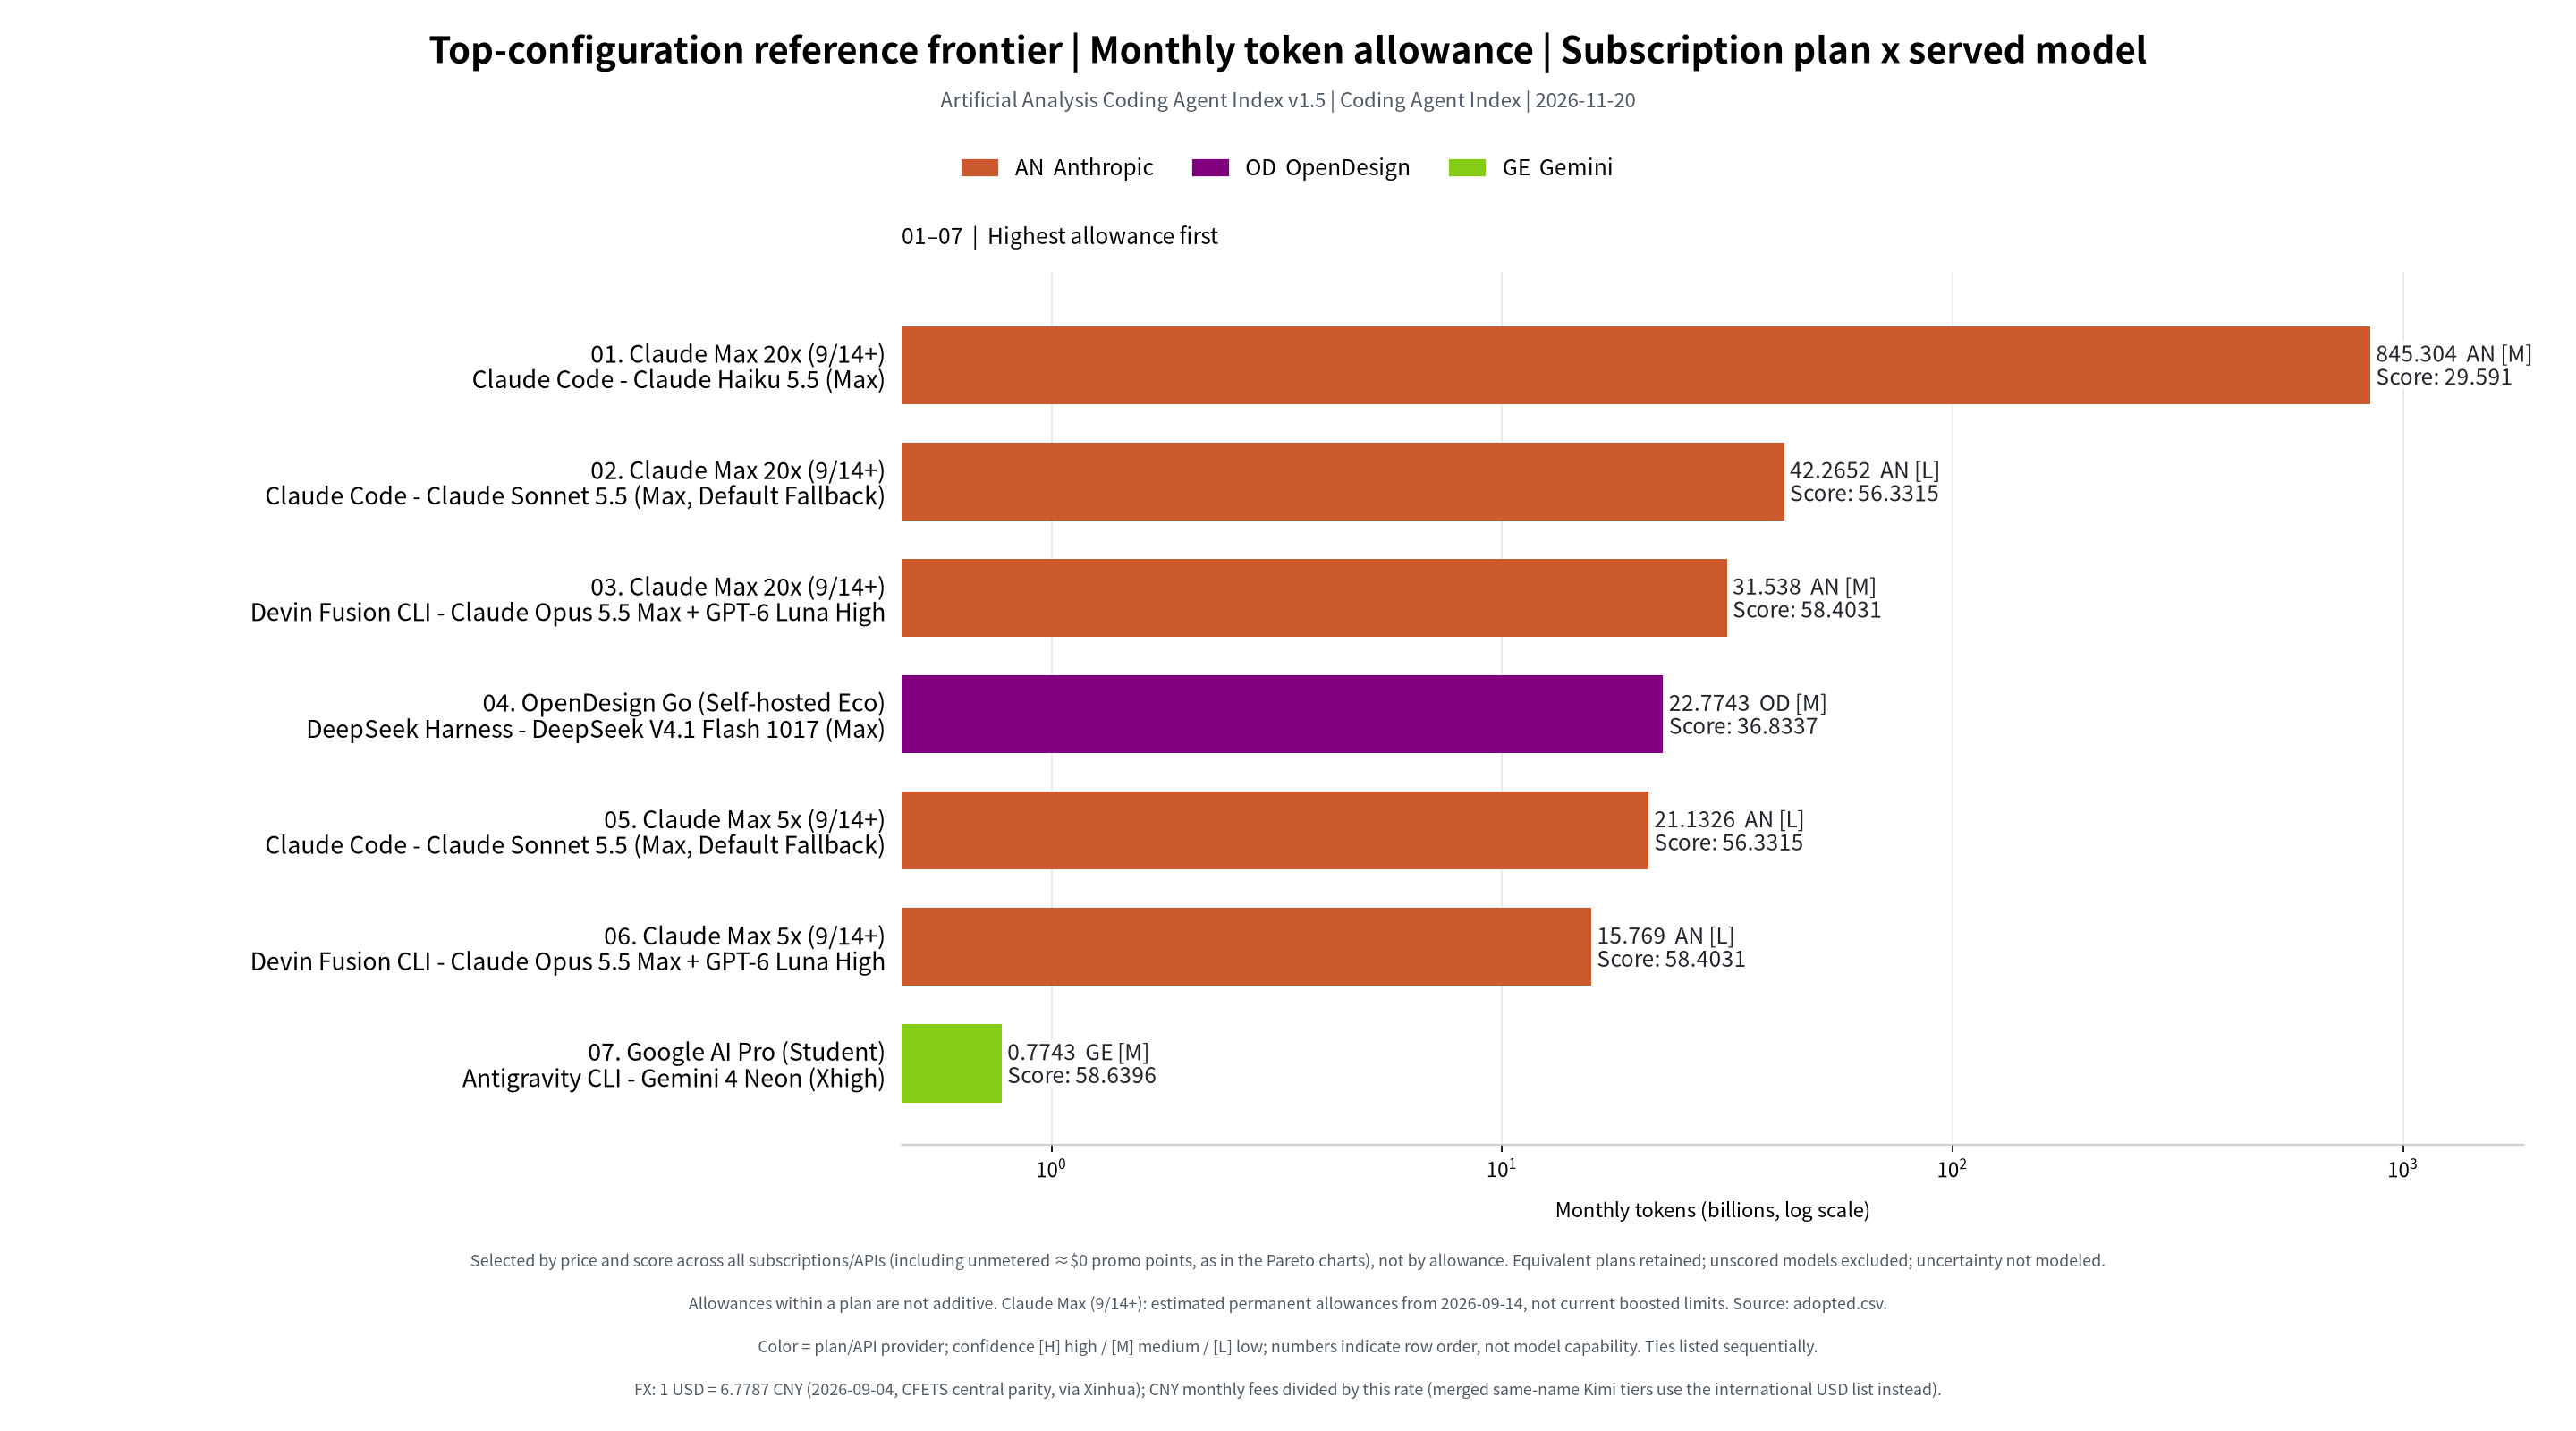 Top-configuration reference frontier | Monthly token allowance | Subscription plan x served model
Artificial Analysis Coding Agent Index v1.5 | Coding Agent Index | 2026-11-20
AN Anthropic
OD OpenDesign
GE Gemini
01–07 | Highest allowance first
01. Claude Max 20x (9/14+)
Claude Code - Claude Haiku 5.5 (Max)
845.304 AN [M]
Score: 29.591
02. Claude Max 20x (9/14+)
Claude Code - Claude Sonnet 5.5 (Max, Default Fallback)
42.2652 AN [L]
Score: 56.3315
03. Claude Max 20x (9/14+)
Devin Fusion CLI - Claude Opus 5.5 Max + GPT-6 Luna High
31.538 AN [M]
Score: 58.4031
04. OpenDesign Go (Self-hosted Eco)
DeepSeek Harness - DeepSeek V4.1 Flash 1017 (Max)
22.7743 OD [M]
Score: 36.8337
05. Claude Max 5x (9/14+)
Claude Code - Claude Sonnet 5.5 (Max, Default Fallback)
21.1326 AN [L]
Score: 56.3315
06. Claude Max 5x (9/14+)
Devin Fusion CLI - Claude Opus 5.5 Max + GPT-6 Luna High
15.769 AN [L]
Score: 58.4031
07. Google AI Pro (Student)
Antigravity CLI - Gemini 4 Neon (Xhigh)
0.7743 GE [M]
Score: 58.6396
10⁰
10¹
10²
10³
Monthly tokens (billions, log scale)
Selected by price and score across all subscriptions/APIs (including unmetered ≈$0 promo points, as in the Pareto charts), not by allowance. Equivalent plans retained; unscored models excluded; uncertainty not modeled.
Allowances within a plan are not additive. Claude Max (9/14+): estimated permanent allowances from 2026-09-14, not current boosted limits. Source: adopted.csv.
Color = plan/API provider; confidence [H] high / [M] medium / [L] low; numbers indicate row order, not model capability. Ties listed sequentially.
FX: 1 USD = 6.7787 CNY (2026-09-04, CFETS central parity, via Xinhua); CNY monthly fees divided by this rate (merged same-name Kimi tiers use the international USD list instead).